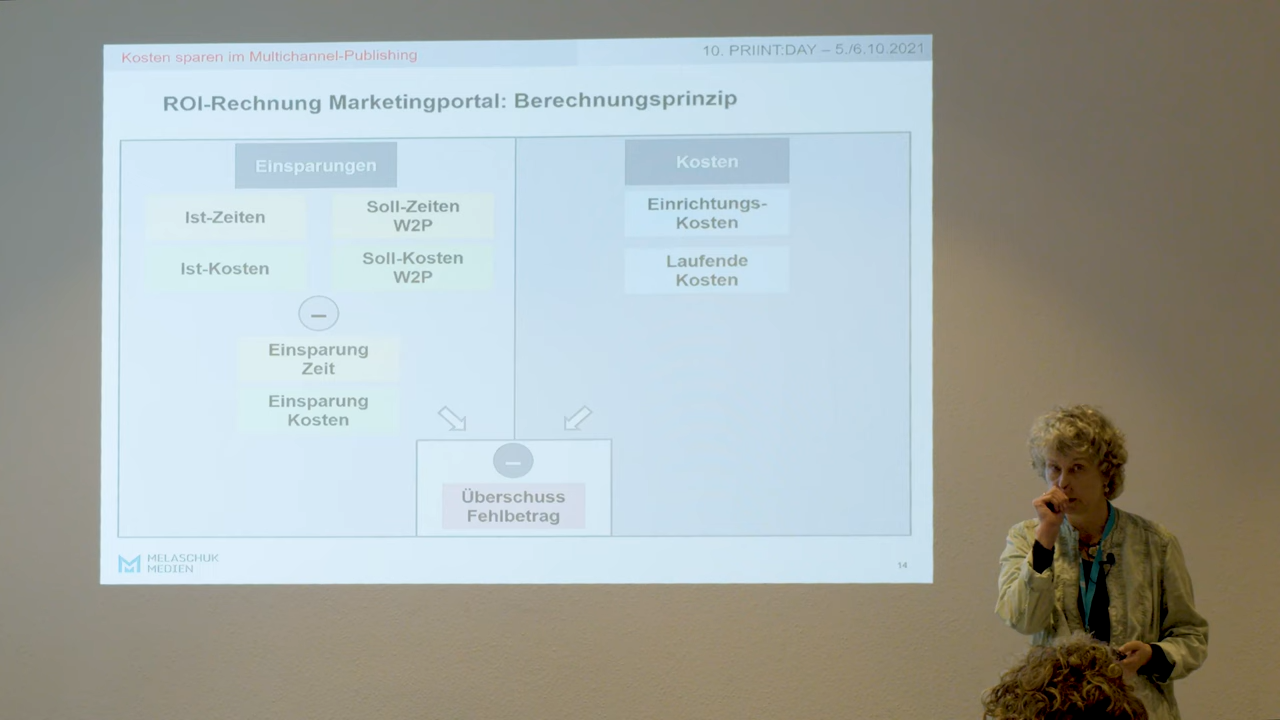 Kosten sparen im Multichannel-Publishing
10. PRIINT:DAY – 5./6.10.2021
ROI-Rechnung Marketingportal: Berechnungsprinzip
Einsparungen
Ist-Zeiten
Soll-Zeiten
W2P
Ist-Kosten
Soll-Kosten
W2P
–
Einsparung
Zeit
Einsparung
Kosten
Kosten
Einrichtungs-
Kosten
Laufende
Kosten
–
Überschuss
Fehlbetrag
MELASCHUK
MEDIEN
14